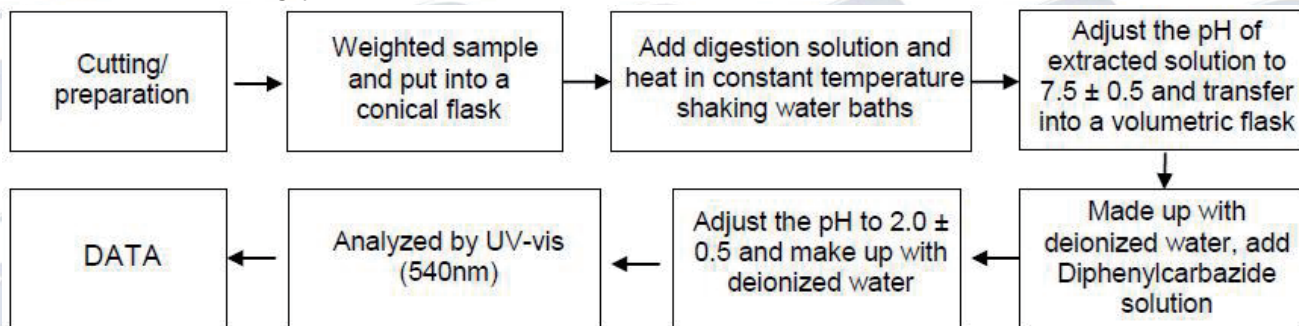 Cutting/
preparation
Weighted sample
and put into a
conical flask
Add digestion solution and
heat in constant temperature
shaking water baths
Adjust the pH of
extracted solution to
7.5 ± 0.5 and transfer
into a volumetric flask
Made up with
deionized water, add
Diphenylcarbazide
solution
Adjust the pH to 2.0 ±
0.5 and make up with
deionized water
Analyzed by UV-vis
(540nm)
DATA